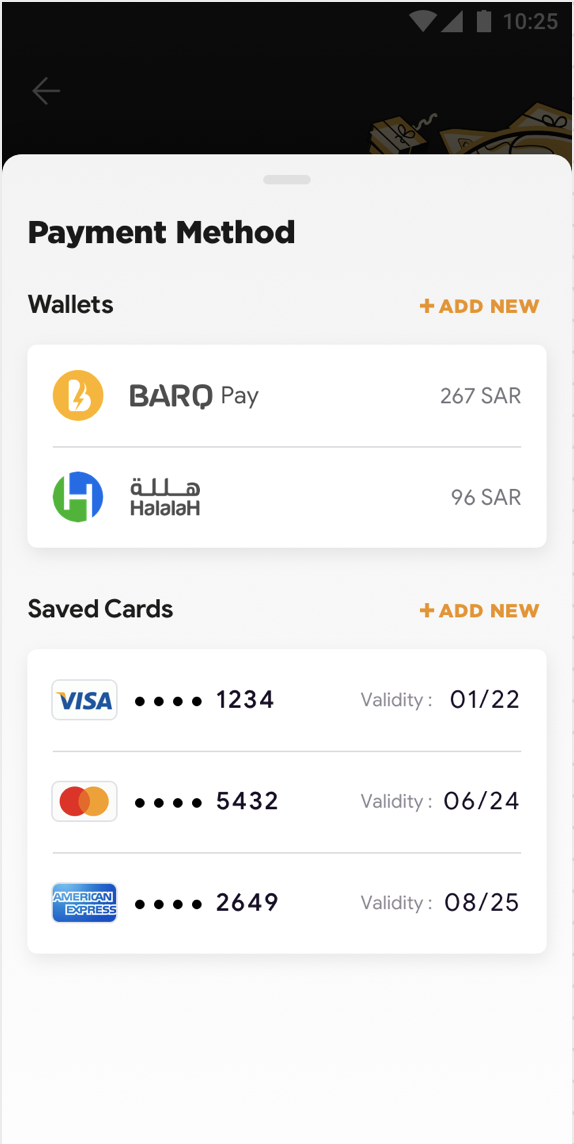 10:25
Payment Method
Wallets
+ ADD NEW
BARQ Pay
267 SAR
هللة
HalalaH
96 SAR
Saved Cards
+ ADD NEW
VISA
•••• 1234
Validity : 01/22
•••• 5432
Validity : 06/24
AMERICAN
EXPRESS
•••• 2649
Validity : 08/25